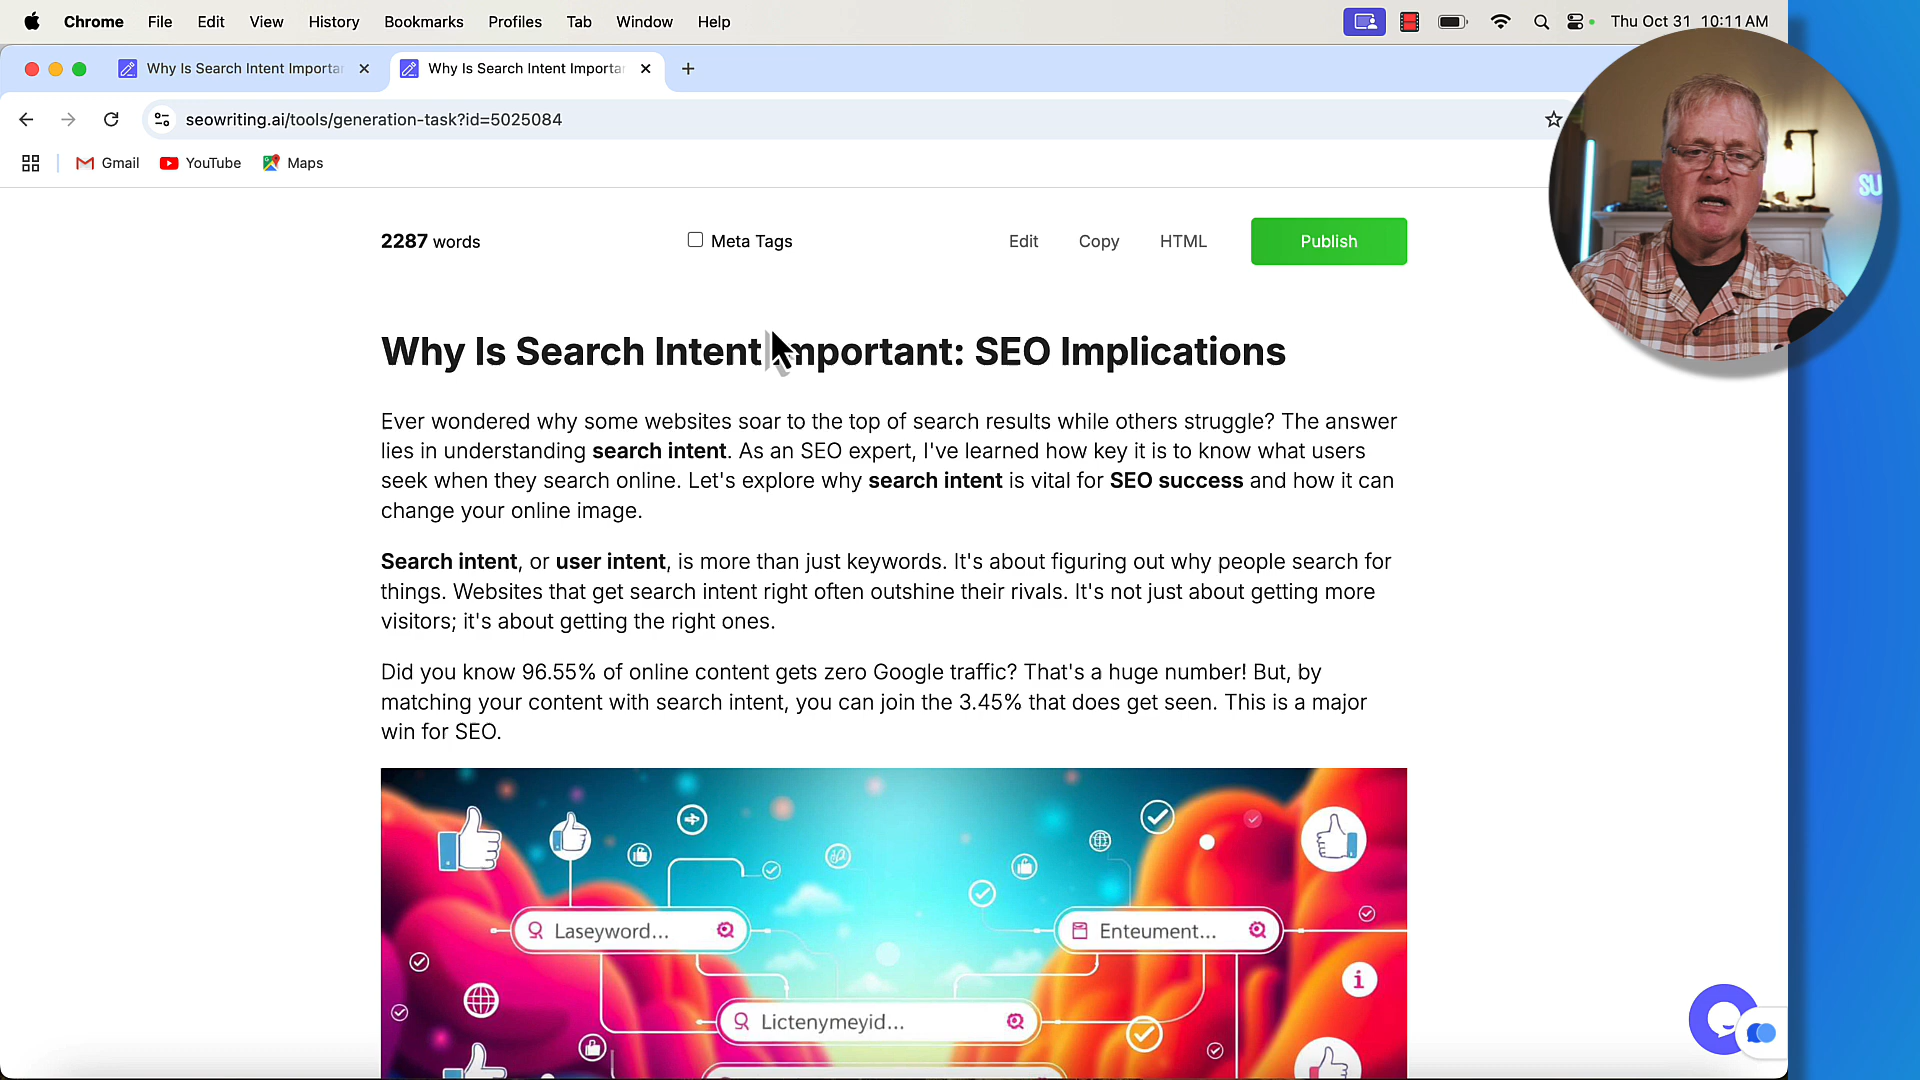 Chrome File Edit View History Bookmarks Profiles Tab Window Help Thu Oct 31 10:11 AM
Why Is Search Intent Importa Why Is Search Intent Importa
seowriting.ai/tools/generation-task?id=5025084
Gmail YouTube Maps
SU
2287 words Meta Tags Edit Copy HTML Publish
Why Is Search Intent Important: SEO Implications
Ever wondered why some websites soar to the top of search results while others struggle? The answer
lies in understanding search intent. As an SEO expert, I've learned how key it is to know what users
seek when they search online. Let's explore why search intent is vital for SEO success and how it can
change your online image.
Search intent, or user intent, is more than just keywords. It's about figuring out why people search for
things. Websites that get search intent right often outshine their rivals. It's not just about getting more
visitors; it's about getting the right ones.
Did you know 96.55% of online content gets zero Google traffic? That's a huge number! But, by
matching your content with search intent, you can join the 3.45% that does get seen. This is a major
win for SEO.
Laseyword... Enteument...
Lictenymeyid...